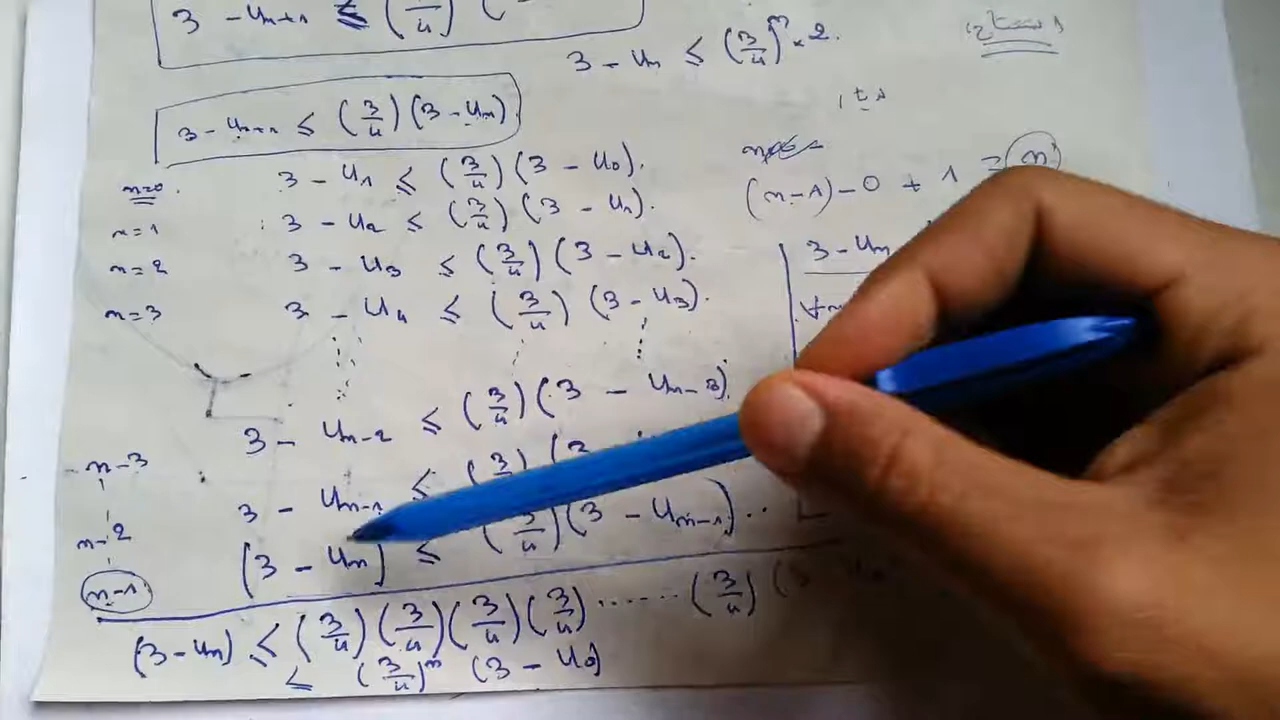 3 - Un+1 ≤ (3/4) (
3 - Un ≤ (3/4)^n × 2.
3 - Un+1 ≤ (3/4) (3 - Un)
n=0. 3 - U1 ≤ (3/4) (3 - U0).
(n-1) - 0 + 1 = n
n=1 3 - U2 ≤ (3/4) (3 - U1).
n=2 3 - U3 ≤ (3/4) (3 - U2).
3 - Un
n=3 3 - U4 ≤ (3/4) (3 - U3).
n-3 3 - Un-2 ≤ (3/4) (3 - Un-3)
n-2 3 - Un-1 ≤ (3/4) (3
n-1 (3 - Un) ≤ (3/4) (3 - Un-1)
(3 - Un) ≤ (3/4) (3/4) (3/4) (3/4) ...... (3/4)
≤ (3/4)^n (3 - U0)